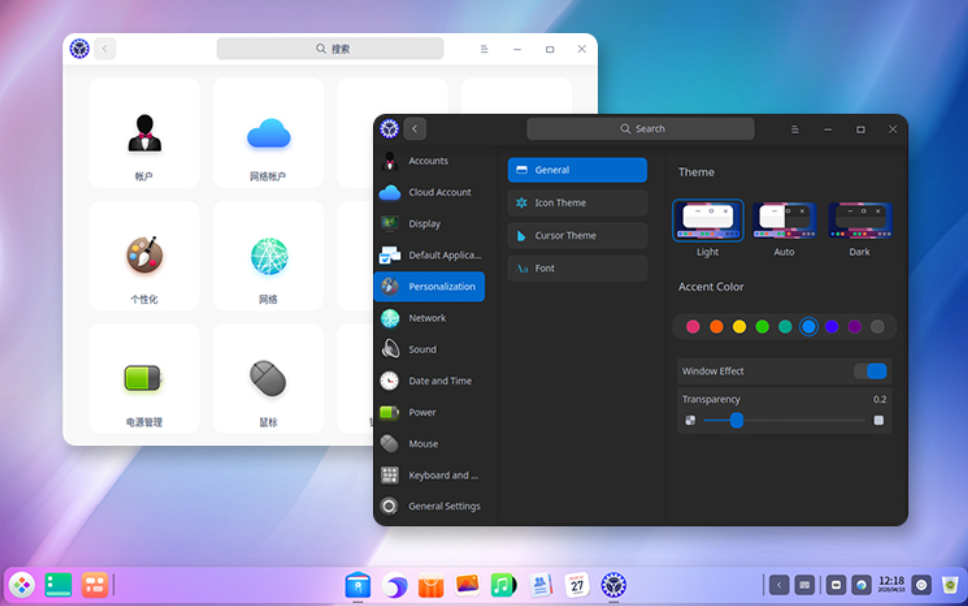 搜索
帐户
网络帐户
个性化
网络
电源管理
鼠标
Search
Accounts
Cloud Account
Display
Default Applica...
Personalization
Network
Sound
Date and Time
Power
Mouse
Keyboard and ...
General Settings
General
Icon Theme
Cursor Theme
Aa Font
Theme
Light
Auto
Dark
Accent Color
Window Effect
Transparency
0.2
27
12:18